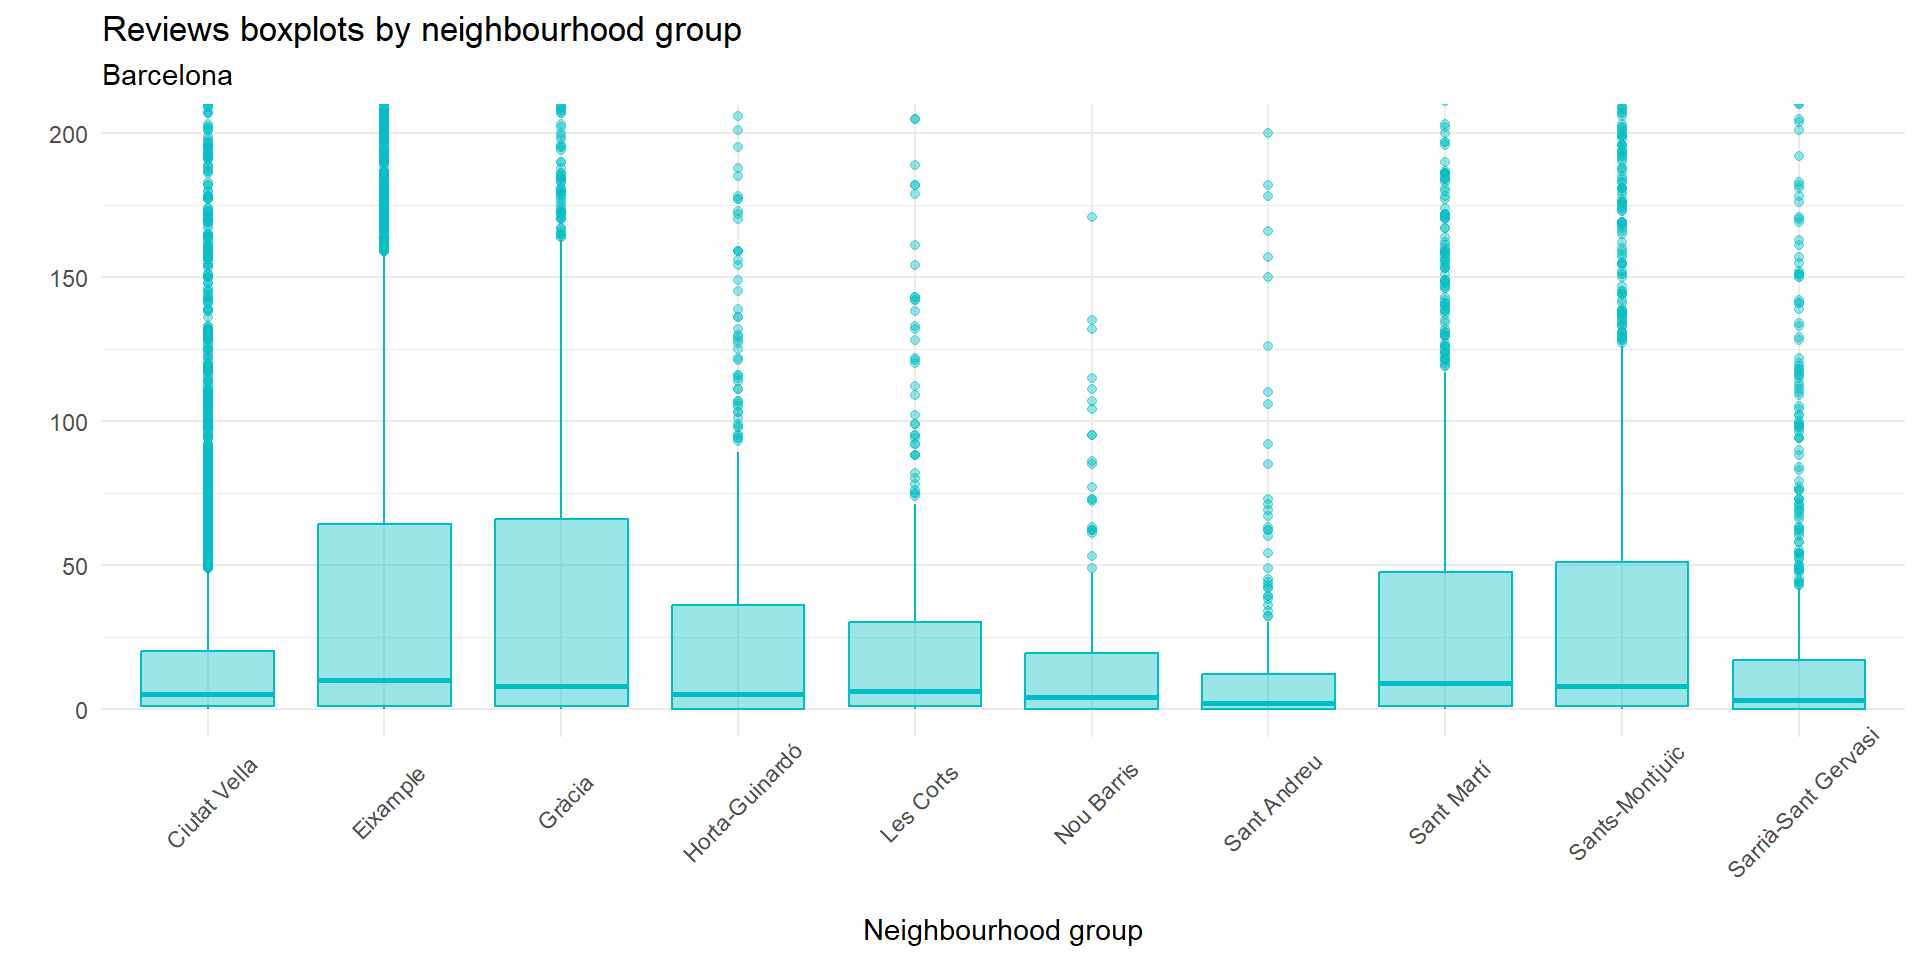 Reviews boxplots by neighbourhood group
Barcelona
200
150
100
50
0
Ciutat Vella
Eixample
Gràcia
Horta-Guinardó
Les Corts
Nou Barris
Sant Andreu
Sant Martí
Sants-Montjuïc
Sarrià-Sant Gervasi
Neighbourhood group